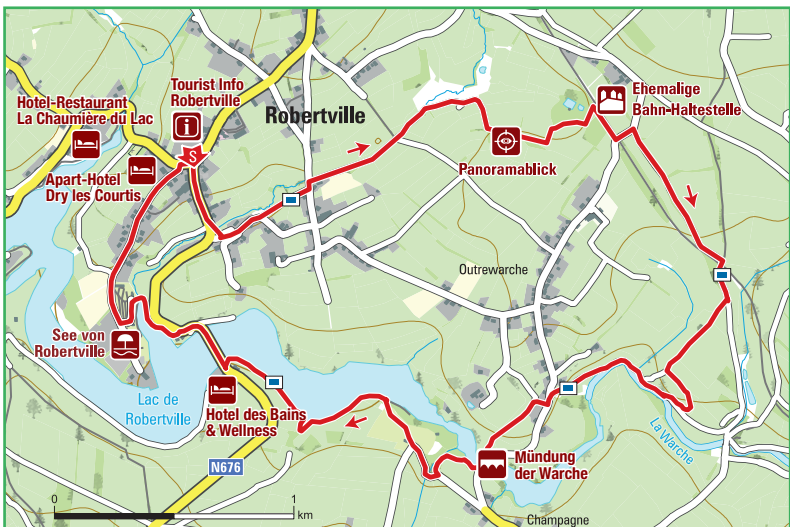 Tourist Info
Robertville
Hotel-Restaurant
La Chaumière du Lac
Robertville
Ehemalige
Bahn-Haltestelle
i
S
Apart-Hotel
Dry les Courtis
Panoramablick
Outrewarche
See von
Robertville
Lac de
Robertville
Hotel des Bains
& Wellness
La Warche
Mündung
der Warche
N676
0
1
km
Champagne